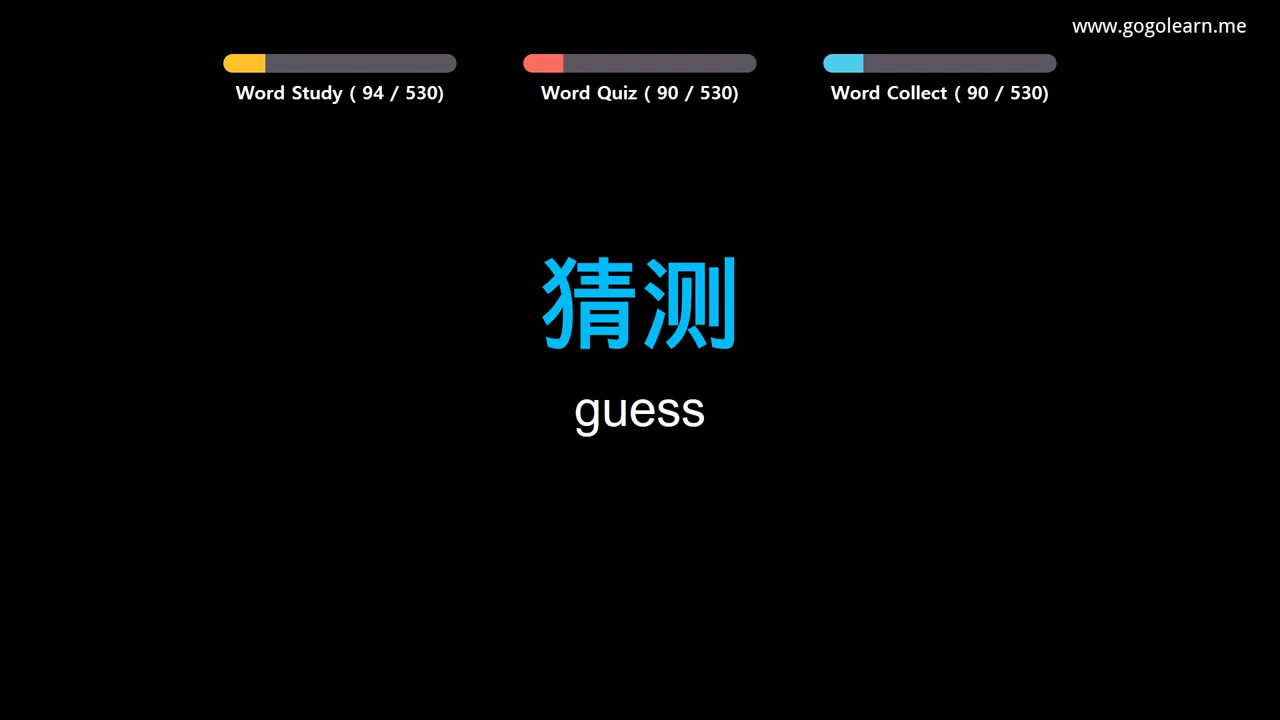 www.gogolearn.me
Word Study ( 94 / 530)
Word Quiz ( 90 / 530)
Word Collect ( 90 / 530)
猜测
guess